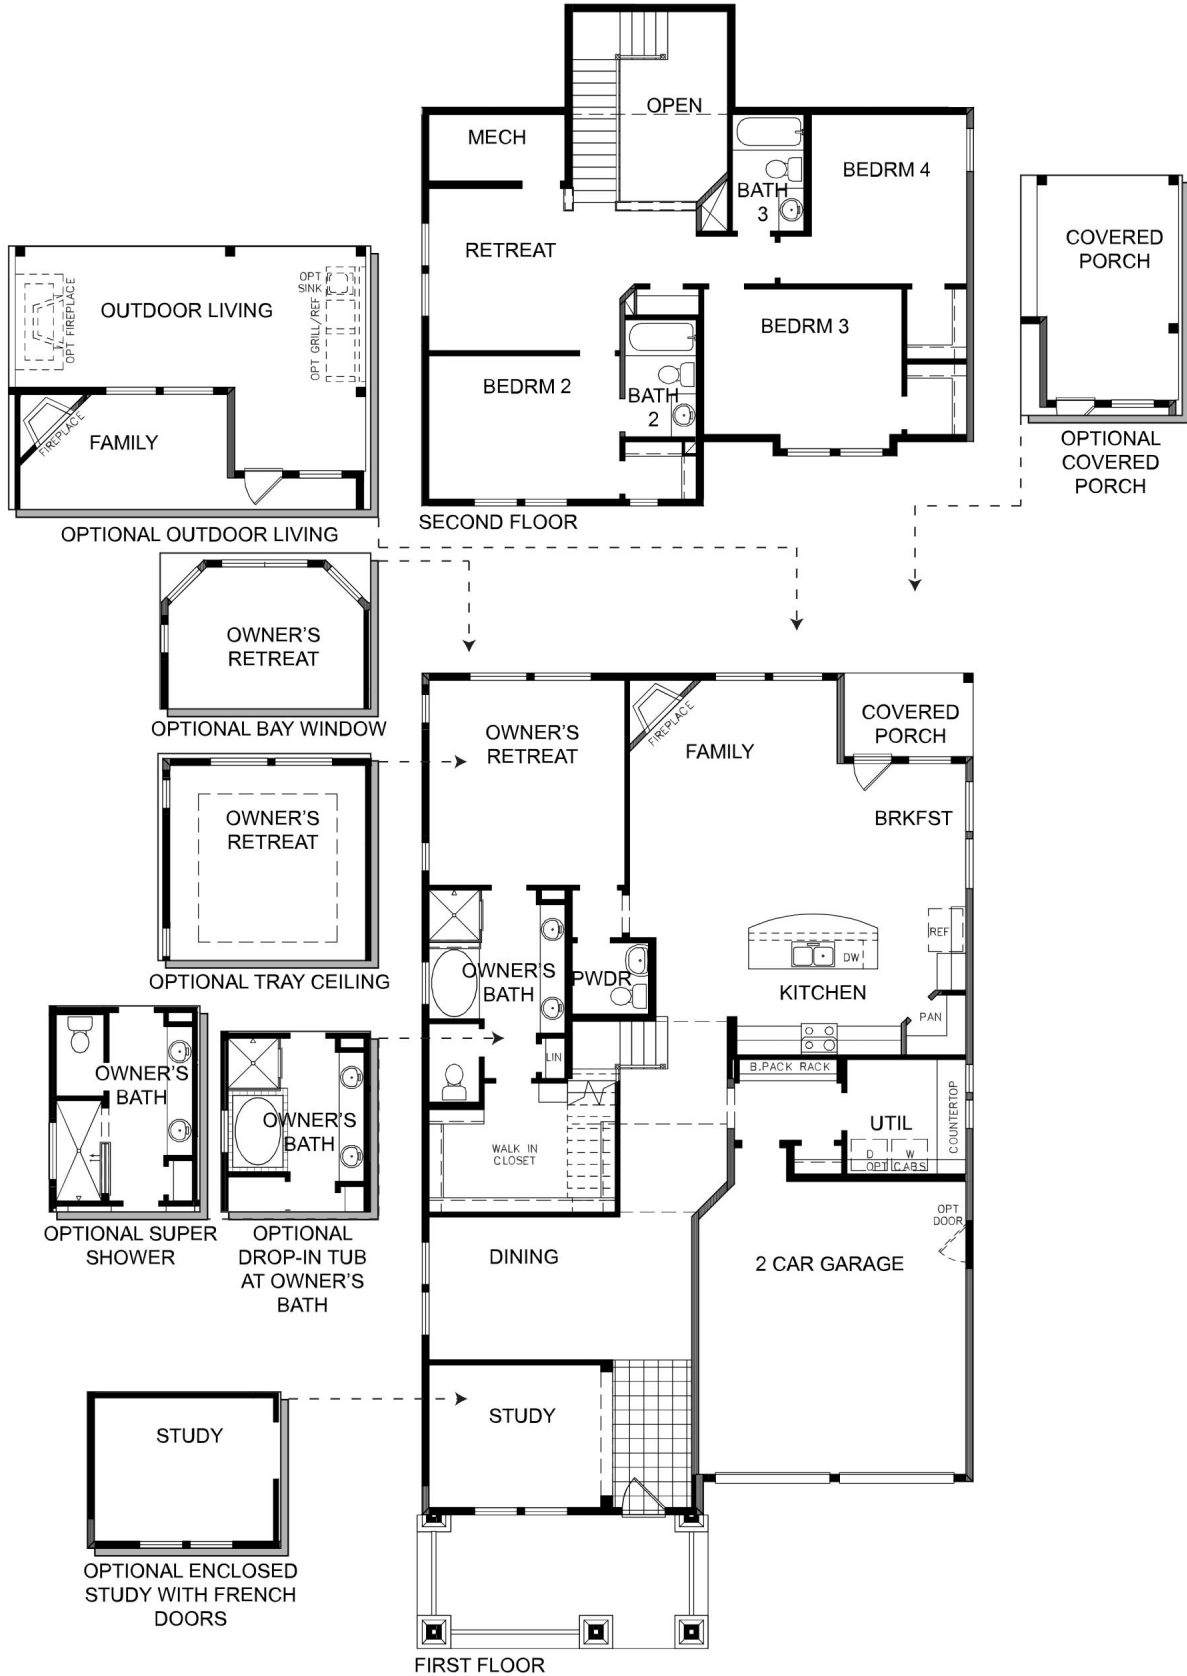 OPEN
MECH
BEDRM 4
BATH
3
RETREAT
BEDRM 3
BEDRM 2
BATH
2
SECOND FLOOR
COVERED
PORCH
OPTIONAL
COVERED
PORCH
OUTDOOR LIVING
OPT FIREPLACE
OPT
SINK
OPT GRILL/REF
FIREPLACE
FAMILY
OPTIONAL OUTDOOR LIVING
OWNER'S
RETREAT
OPTIONAL BAY WINDOW
OWNER'S
RETREAT
OPTIONAL TRAY CEILING
OWNER'S
BATH
OPTIONAL SUPER
SHOWER
OWNER'S
BATH
OPTIONAL
DROP-IN TUB
AT OWNER'S
BATH
STUDY
OPTIONAL ENCLOSED
STUDY WITH FRENCH
DOORS
OWNER'S
RETREAT
FIREPLACE
FAMILY
COVERED
PORCH
BRKFST
REF
DW
KITCHEN
PAN
OWNER'S
BATH
PWDR
LIN
B.PACK RACK
UTIL
COUNTERTOP
D
W
OPT
CABS
WALK IN
CLOSET
OPT
DOOR
DINING
2 CAR GARAGE
STUDY
FIRST FLOOR